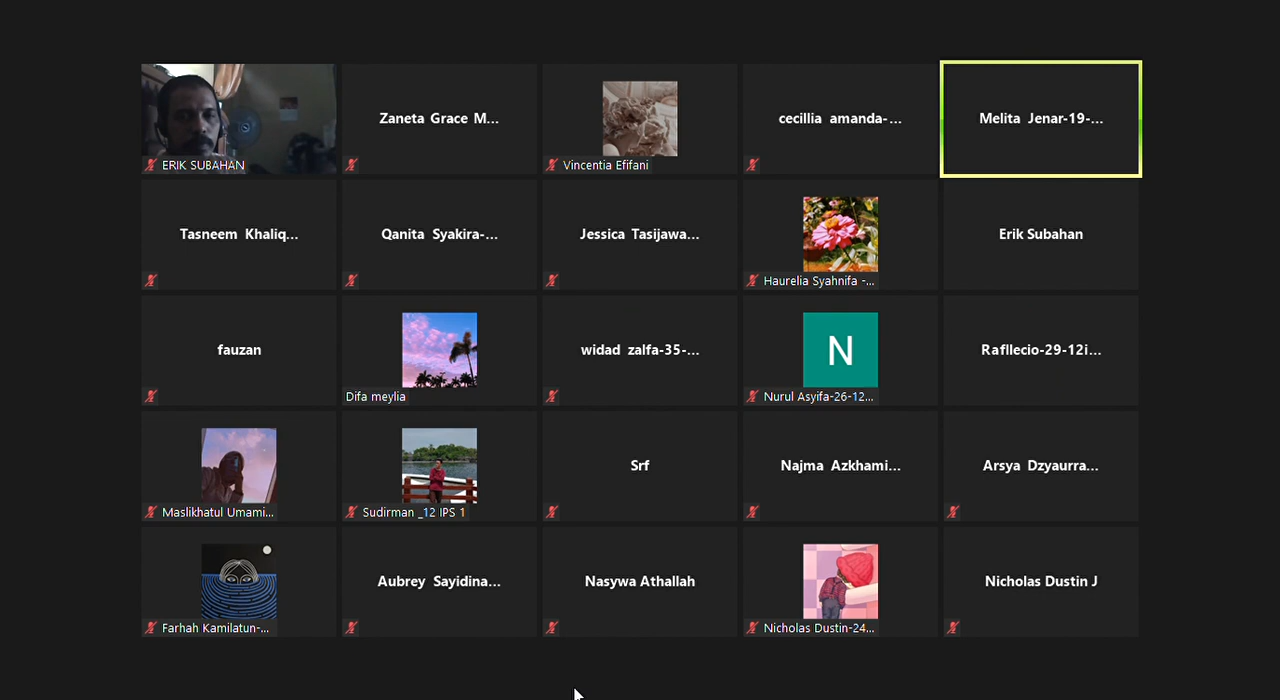 ERIK SUBAHAN
Zaneta Grace M...
Vincentia Efifani
cecillia amanda-...
Melita Jenar-19-...
Tasneem Khaliq...
Qanita Syakira-...
Jessica Tasijawa...
Haurelia Syahnifa -...
Erik Subahan
fauzan
Difa meylia
widad zalfa-35-...
N
Nurul Asyifa-26-12...
Rafllecio-29-12i...
Maslikhatul Umami...
Sudirman _12 IPS 1
Srf
Najma Azkhami...
Arsya Dzyaurra...
Farhah Kamilatun-...
Aubrey Sayidina...
Nasywa Athallah
Nicholas Dustin-24...
Nicholas Dustin J